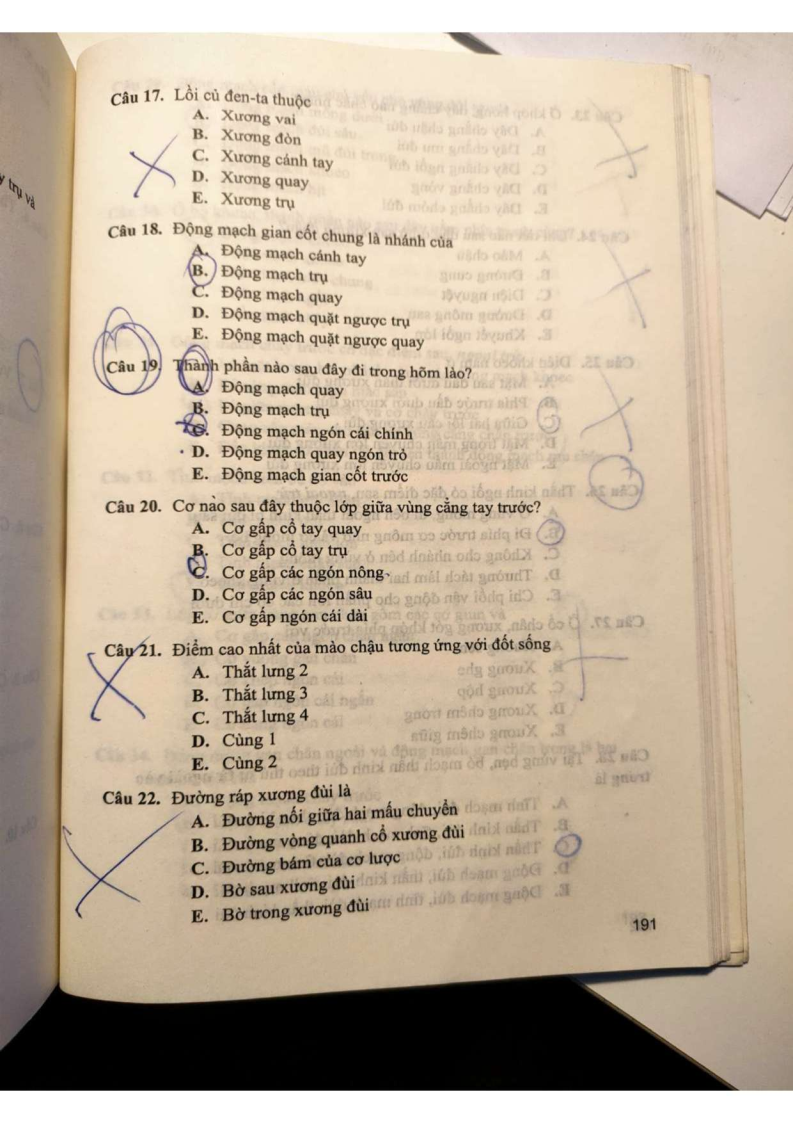 y trụ và
Câu 17. Lồi củ đen-ta thuộc
A. Xương vai
B. Xương đòn
C. Xương cánh tay
D. Xương quay
E. Xương trụ
Câu 18. Động mạch gian cốt chung là nhánh của
A. Động mạch cánh tay
B. Động mạch trụ
C. Động mạch quay
D. Động mạch quặt ngược trụ
E. Động mạch quặt ngược quay
Câu 19. Thành phần nào sau đây đi trong hõm lào?
A. Động mạch quay
B. Động mạch trụ
C. Động mạch ngón cái chính
D. Động mạch quay ngón trỏ
E. Động mạch gian cốt trước
Câu 20. Cơ nào sau đây thuộc lớp giữa vùng cẳng tay trước?
A. Cơ gấp cổ tay quay
B. Cơ gấp cổ tay trụ
C. Cơ gấp các ngón nông
D. Cơ gấp các ngón sâu
E. Cơ gấp ngón cái dài
Câu 21. Điểm cao nhất của mào chậu tương ứng với đốt sống
A. Thắt lưng 2
B. Thắt lưng 3
C. Thắt lưng 4
D. Cùng 1
E. Cùng 2
Câu 22. Đường ráp xương đùi là
A. Đường nối giữa hai mấu chuyển
B. Đường vòng quanh cổ xương đùi
C. Đường bám của cơ lược
D. Bờ sau xương đùi
E. Bờ trong xương đùi
191